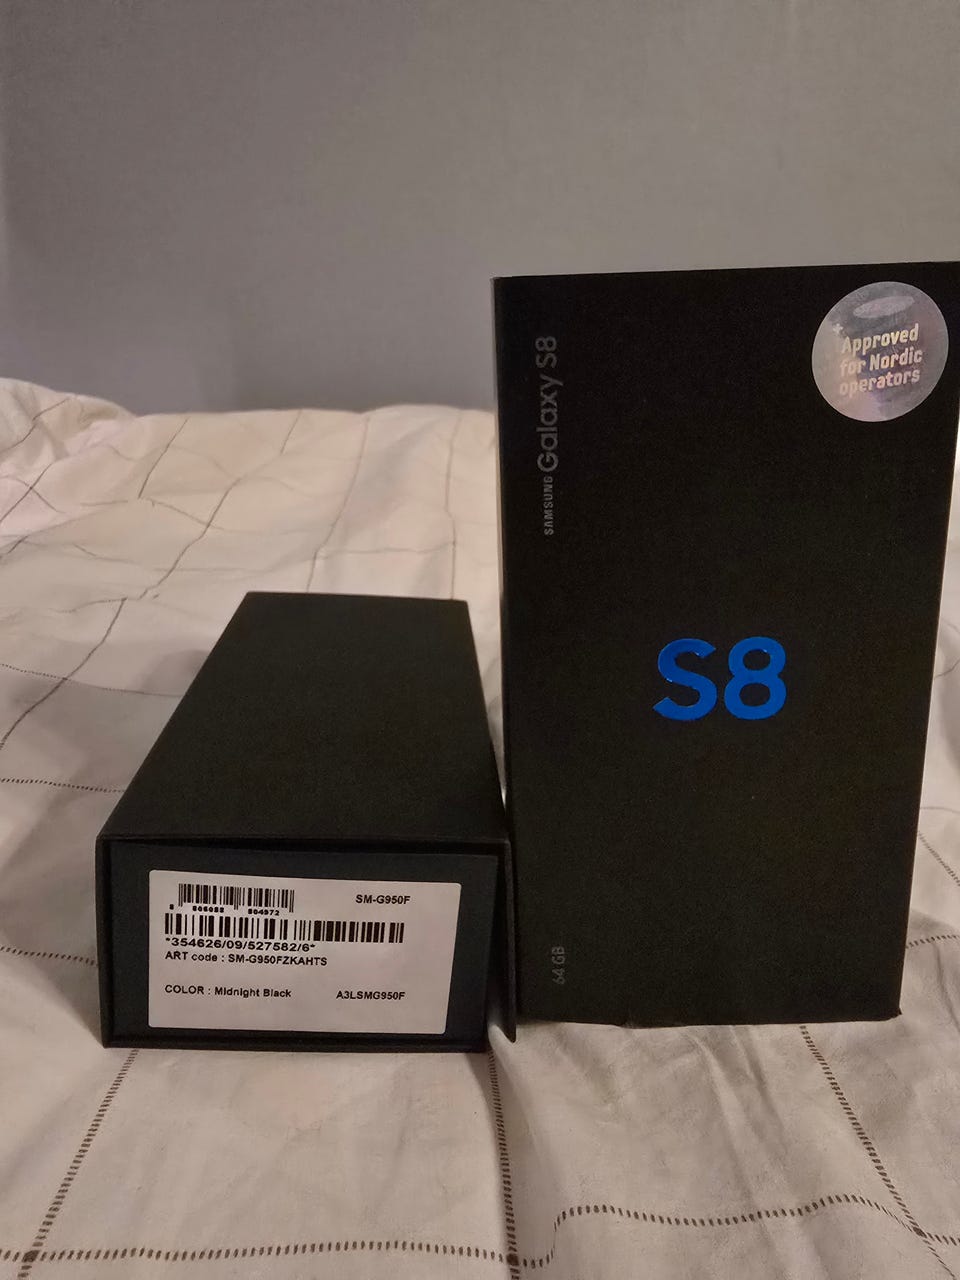 SM-G950F
*354626/09/527582/6*
ART code : SM-G950FZKAHTS
COLOR : Midnight Black
A3LSMG950F
SAMSUNG Galaxy S8
Approved
for Nordic
operators
S8
64 GB